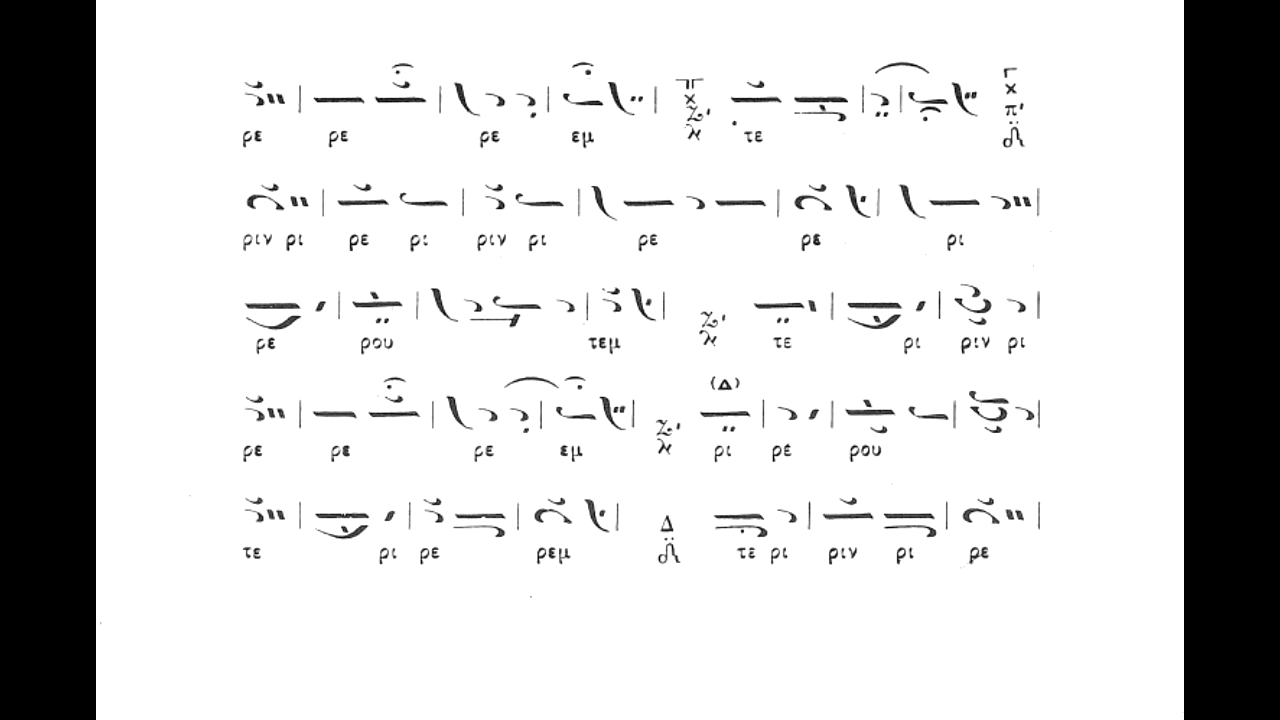 ρε ρε ρε εμ τε
ριν ρι ρε ρι ριν ρι ρε ρε ρι
ρε ρου τεμ τε ρι ριν ρι
(Δ)
ρε ρε ρε εμ ρι ρέ ρου
Δ
τε ρι ρε ρεμ τε ρι ριν ρι ρε